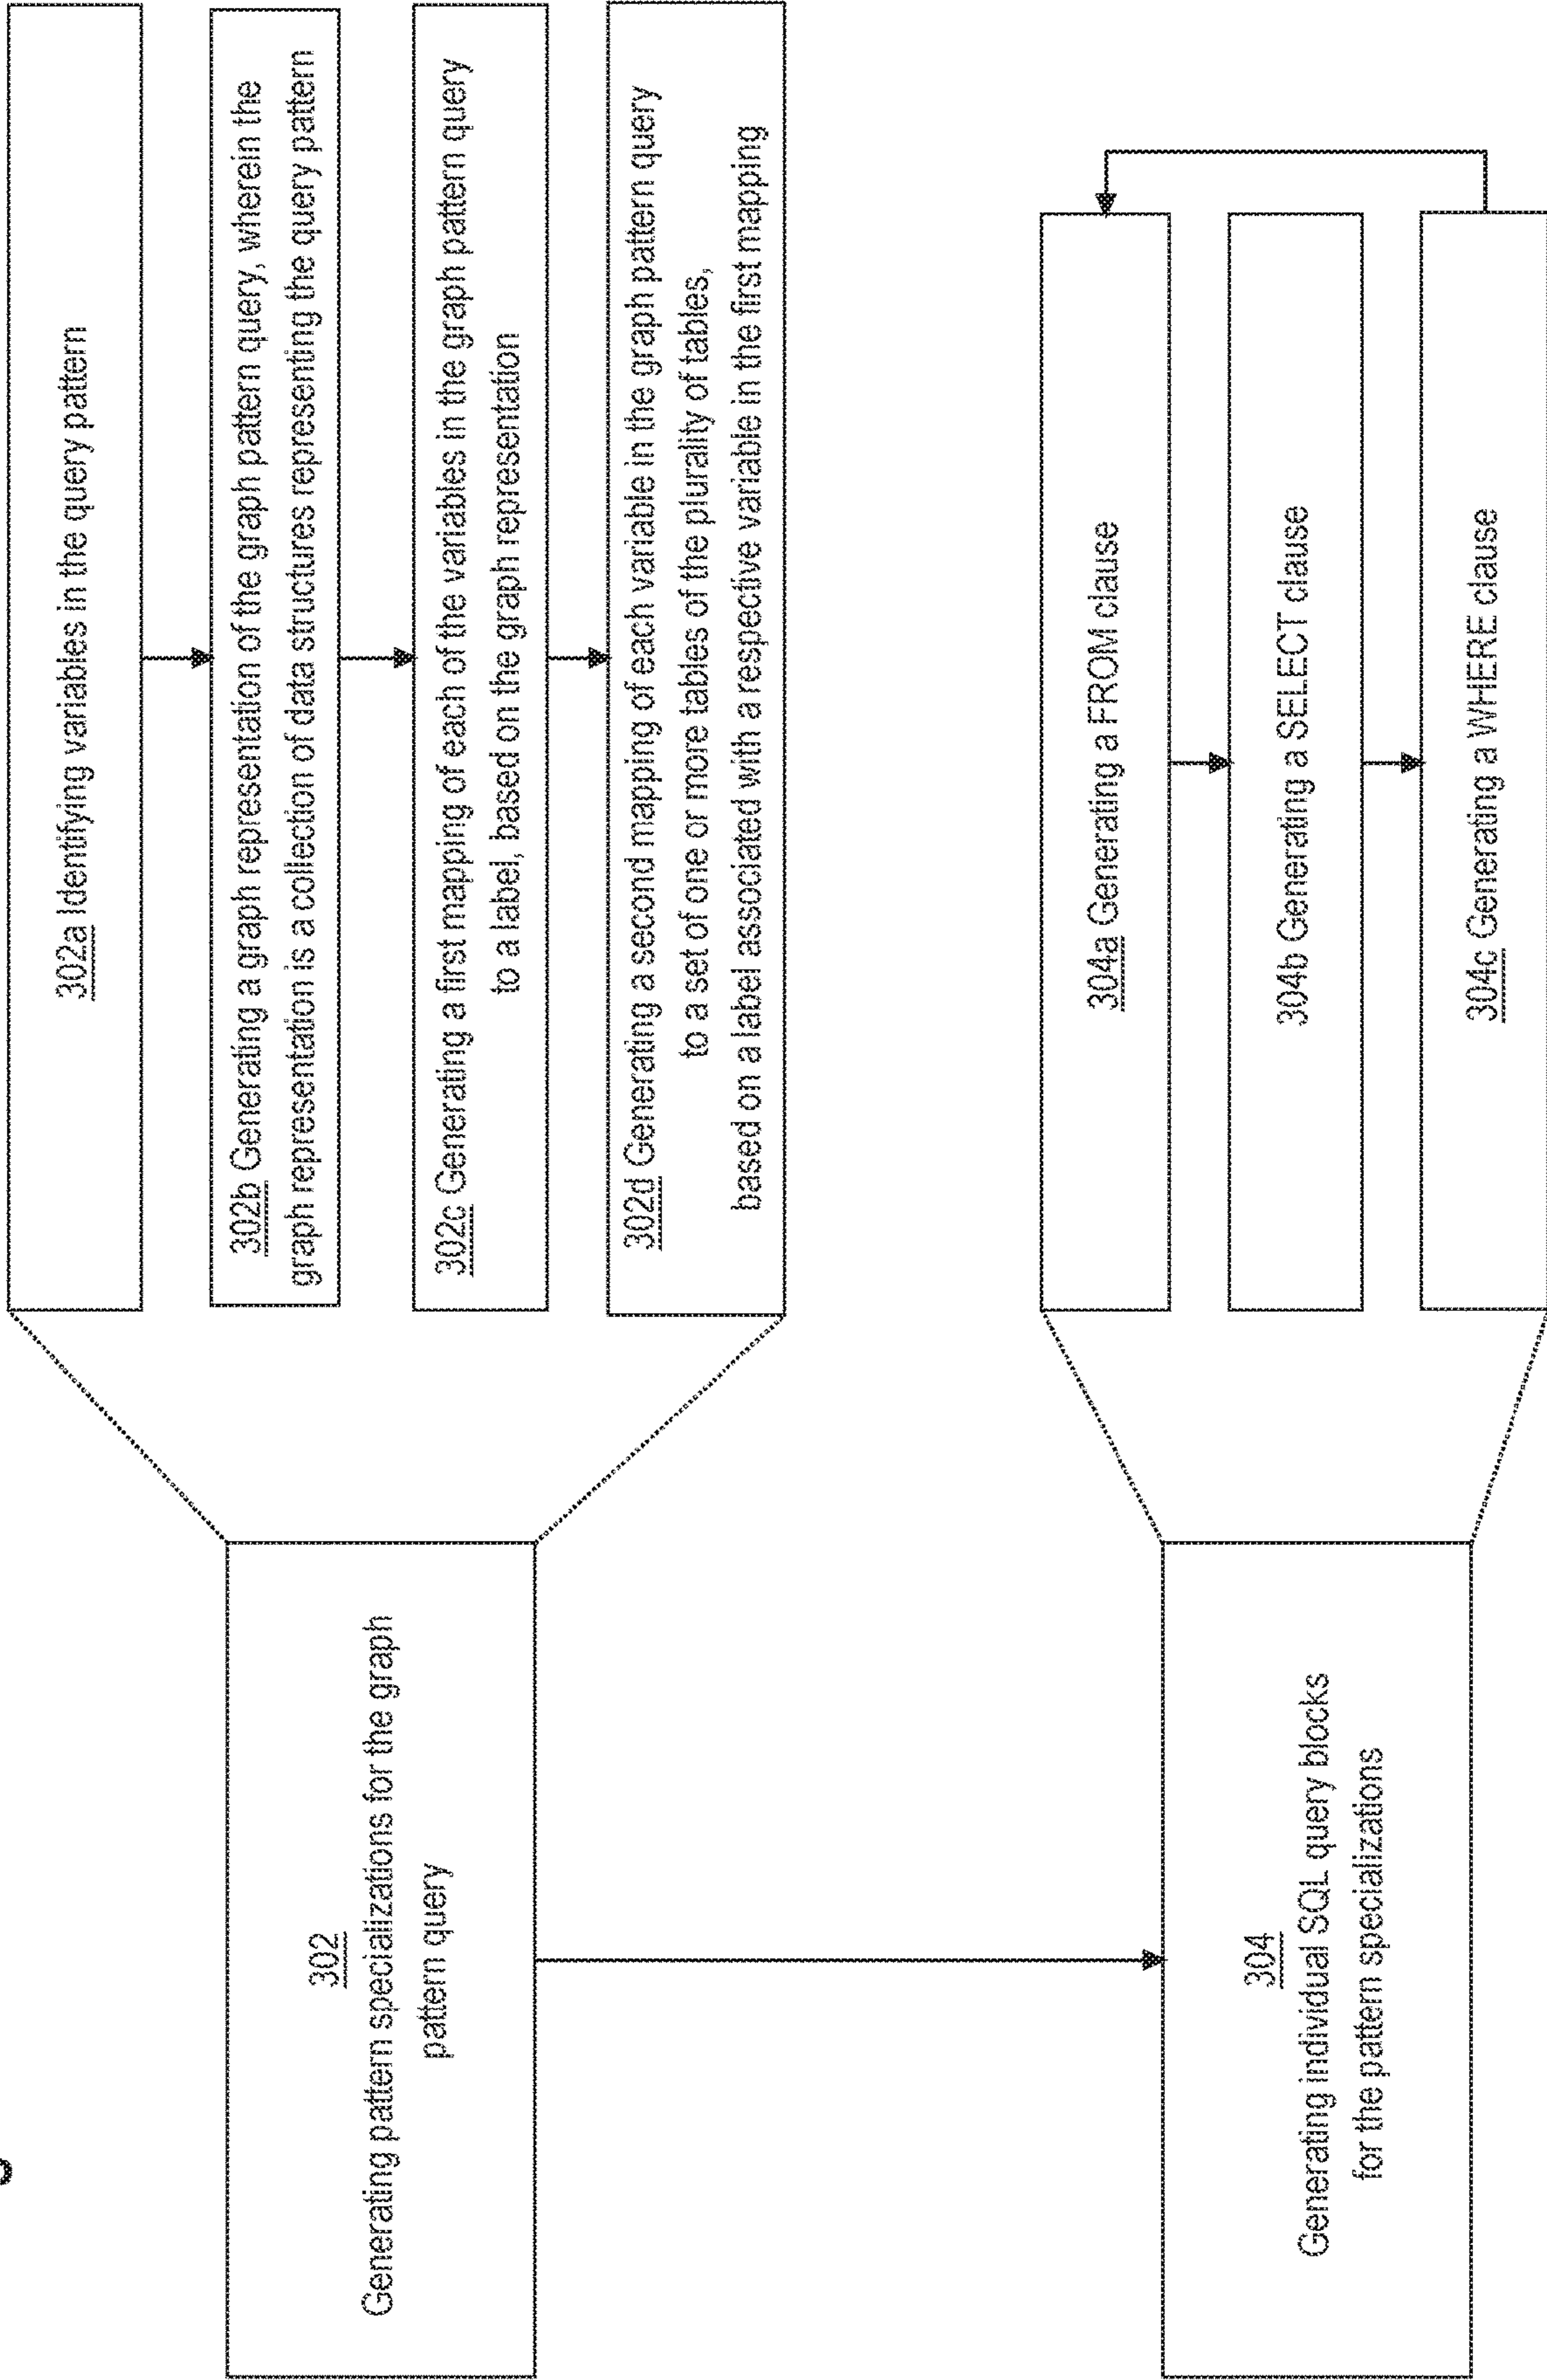 302
Generating pattern specializations for the graph
pattern query
302a Identifying variables in the query pattern
302b Generating a graph representation of the graph pattern query, wherein the
graph representation is a collection of data structures representing the query pattern
302c Generating a first mapping of each of the variables in the graph pattern query
to a label, based on the graph representation
302d Generating a second mapping of each variable in the graph pattern query
to a set of one or more tables of the plurality of tables,
based on a label associated with a respective variable in the first mapping
304
Generating individual SQL query blocks
for the pattern specializations
304a Generating a FROM clause
304b Generating a SELECT clause
304c Generating a WHERE clause